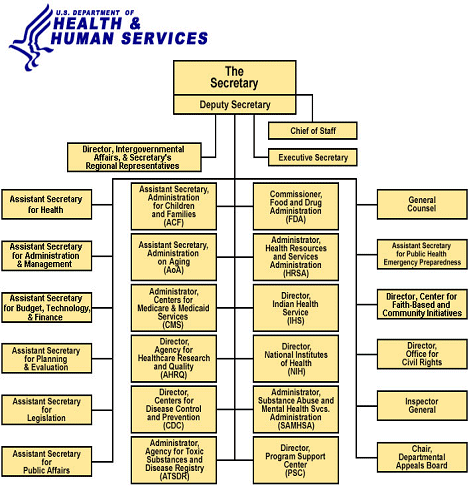 U.S. DEPARTMENT OF
HEALTH &
HUMAN SERVICES
The
Secretary
Deputy Secretary
Chief of Staff
Executive Secretary
Director, Intergovernmental
Affairs, & Secretary's
Regional Representatives
Assistant Secretary
for Health
Assistant Secretary,
Administration
for Children
and Families
(ACF)
Commissioner,
Food and Drug
Administration
(FDA)
General
Counsel
Assistant Secretary
for Administration
& Management
Assistant Secretary,
Administration
on Aging
(AoA)
Administrator,
Health Resources
and Services
Administration
(HRSA)
Assistant Secretary
for Public Health
Emergency Preparedness
Assistant Secretary
for Budget, Technology,
& Finance
Administrator,
Centers for
Medicare & Medicaid
Services
(CMS)
Director,
Indian Health
Service
(IHS)
Director, Center for
Faith-Based and
Community Initiatives
Assistant Secretary
for Planning
& Evaluation
Director,
Agency for
Healthcare Research
and Quality
(AHRQ)
Director,
National Institutes
of Health
(NIH)
Director,
Office for
Civil Rights
Assistant Secretary
for
Legislation
Director,
Centers for
Disease Control
and Prevention
(CDC)
Administrator,
Substance Abuse and
Mental Health Svcs.
Administration
(SAMHSA)
Inspector
General
Assistant Secretary
for
Public Affairs
Administrator,
Agency for Toxic
Substances and
Disease Registry
(ATSDR)
Director,
Program Support
Center
(PSC)
Chair,
Departmental
Appeals Board